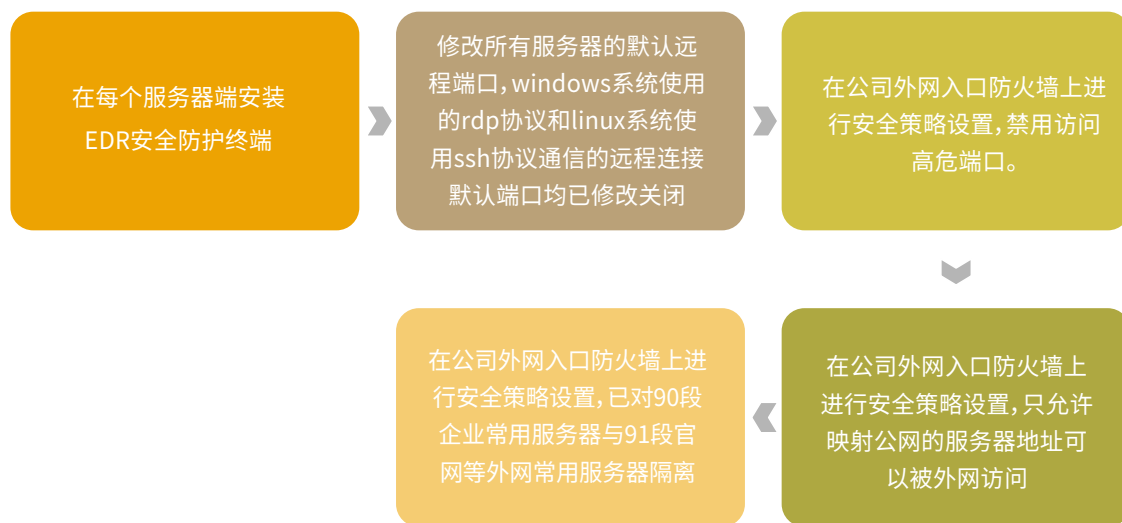 在每个服务器端安装
EDR安全防护终端
修改所有服务器的默认远
程端口,windows系统使用
的rdp协议和linux系统使
用ssh协议通信的远程连接
默认端口均已修改关闭
在公司外网入口防火墙上进
行安全策略设置,禁用访问
高危端口。
在公司外网入口防火墙上
进行安全策略设置,只允许
映射公网的服务器地址可
以被外网访问
在公司外网入口防火墙上进
行安全策略设置,已对90段
企业常用服务器与91段官
网等外网常用服务器隔离